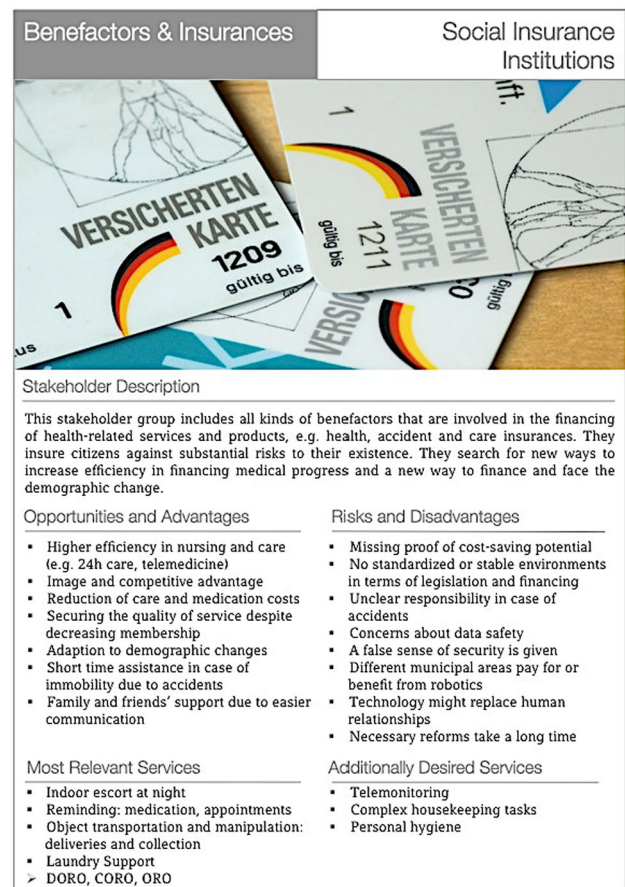 Benefactors & Insurances
Social Insurance
Institutions
VERSICHERTEN
KARTE
1209
gültig bis
1
us
1
ft.
VERSICHERTEN
KARTE
1211
gültig bis
VERSIC
0
gültig
K
Stakeholder Description
This stakeholder group includes all kinds of benefactors that are involved in the financing
of health-related services and products, e.g. health, accident and care insurances. They
insure citizens against substantial risks to their existence. They search for new ways to
increase efficiency in financing medical progress and a new way to finance and face the
demographic change.
Opportunities and Advantages
▪ Higher efficiency in nursing and care
(e.g. 24h care, telemedicine)
▪ Image and competitive advantage
▪ Reduction of care and medication costs
▪ Securing the quality of service despite
decreasing membership
▪ Adaption to demographic changes
▪ Short time assistance in case of
immobility due to accidents
▪ Family and friends' support due to easier
communication
Risks and Disadvantages
▪ Missing proof of cost-saving potential
▪ No standardized or stable environments
in terms of legislation and financing
▪ Unclear responsibility in case of
accidents
▪ Concerns about data safety
▪ A false sense of security is given
▪ Different municipal areas pay for or
benefit from robotics
▪ Technology might replace human
relationships
▪ Necessary reforms take a long time
Most Relevant Services
▪ Indoor escort at night
▪ Reminding: medication, appointments
▪ Object transportation and manipulation:
deliveries and collection
▪ Laundry Support
➢ DORO, CORO, ORO
Additionally Desired Services
▪ Telemonitoring
▪ Complex housekeeping tasks
▪ Personal hygiene